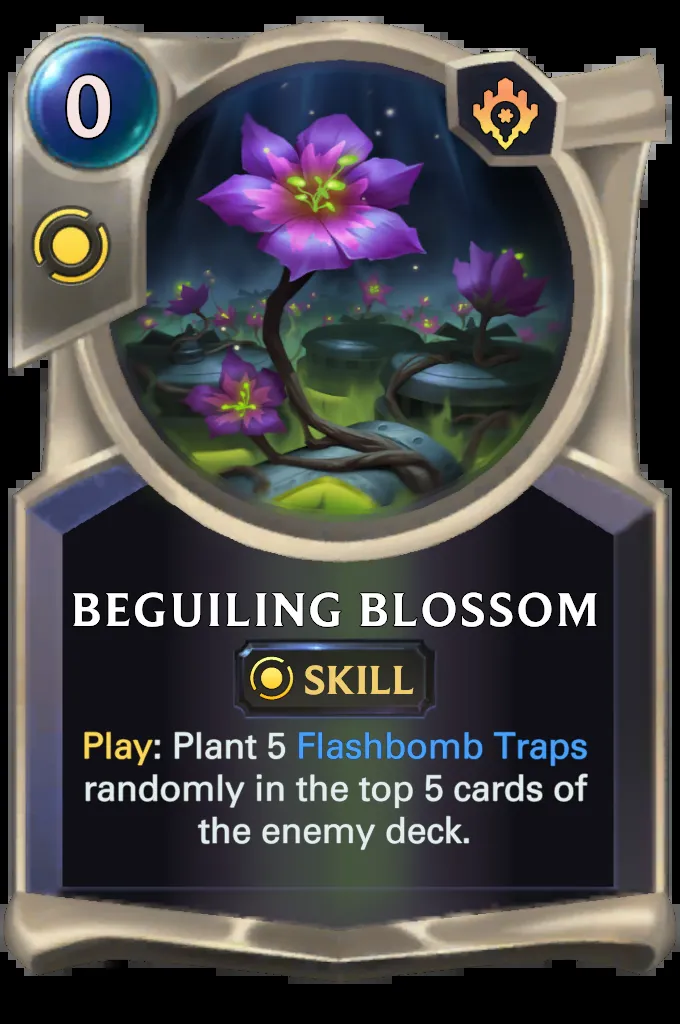 0
BEGUILING BLOSSOM
SKILL
Play: Plant 5 Flashbomb Traps
randomly in the top 5 cards of
the enemy deck.